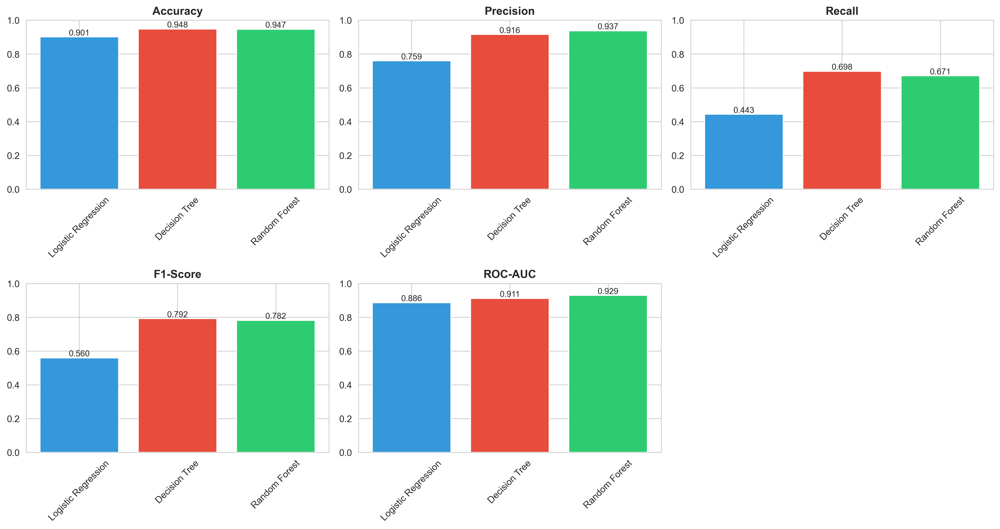 Accuracy
1.0
0.8
0.6
0.4
0.2
0.0
0.901
0.948
0.947
Logistic Regression
Decision Tree
Random Forest
Precision
1.0
0.8
0.6
0.4
0.2
0.0
0.759
0.916
0.937
Logistic Regression
Decision Tree
Random Forest
Recall
1.0
0.8
0.6
0.4
0.2
0.0
0.443
0.698
0.671
Logistic Regression
Decision Tree
Random Forest
F1-Score
1.0
0.8
0.6
0.4
0.2
0.0
0.560
0.792
0.782
Logistic Regression
Decision Tree
Random Forest
ROC-AUC
1.0
0.8
0.6
0.4
0.2
0.0
0.886
0.911
0.929
Logistic Regression
Decision Tree
Random Forest